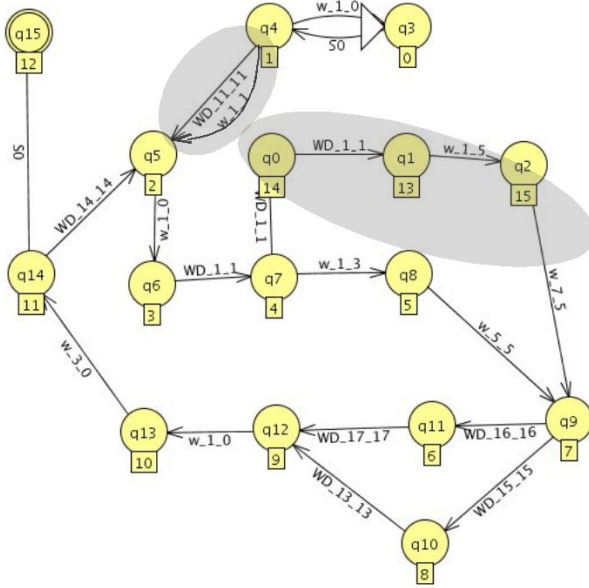 w_1_0
q15
q4
q3
12
S0
1
0
WD_11_11
w_1_1
S0
q5
q0
WD_1_1
q1
w_1_5
q2
2
14
13
15
WD_14_14
w_1_0
WD_1_1
q14
q6
WD_1_1
q7
w_1_3
q8
w_7_5
11
3
4
5
w_3_0
w_5_5
q13
w_1_0
q12
WD_17_17
q11
WD_16_16
q9
10
9
6
7
WD_13_13
WD_15_15
q10
8